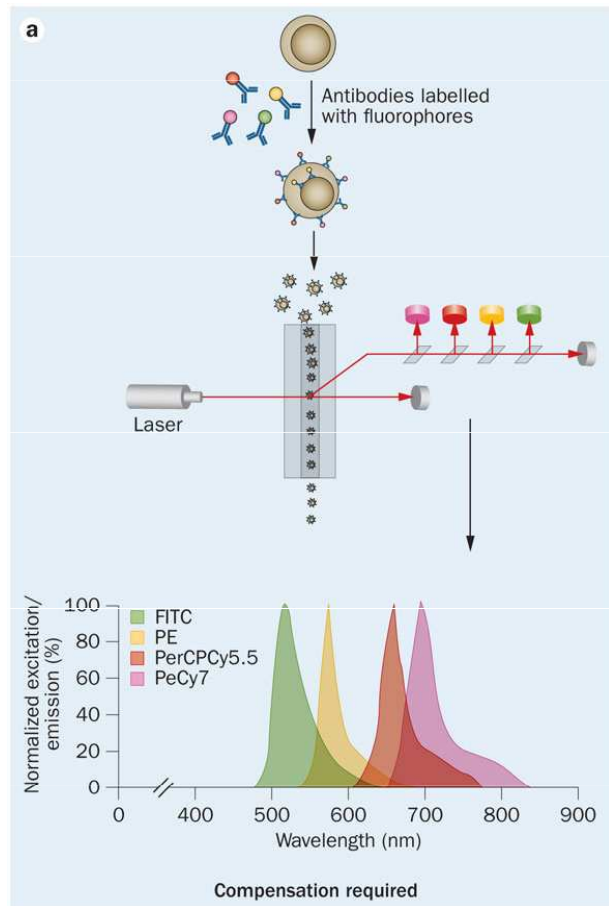 a
Antibodies labelled
with fluorophores
Laser
Normalized excitation/
emission (%)
100
80
60
40
20
0
FITC
PE
PerCPCy5.5
PeCy7
0 400 500 600 700 800 900
Wavelength (nm)
Compensation required